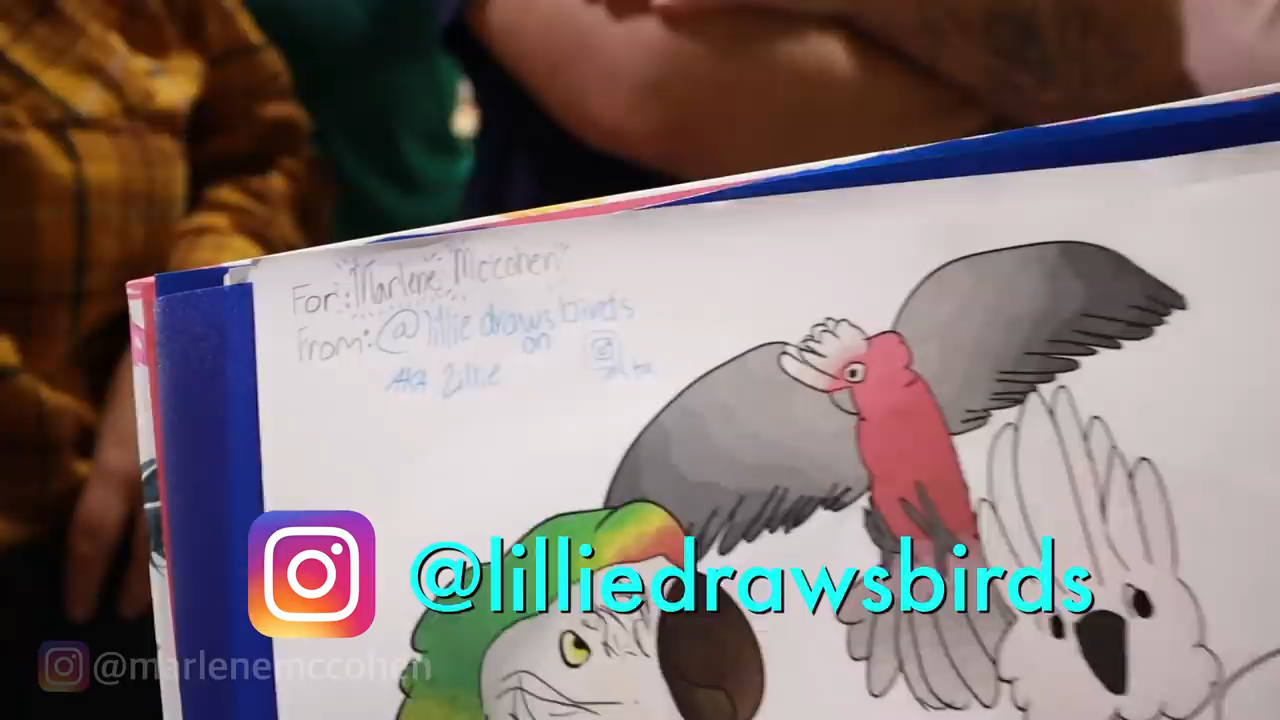 For: Marlene Mccohen
From: @lillie draws birds
on
AKA Lillie
@lilliedrawsbirds
@marlenemccohen